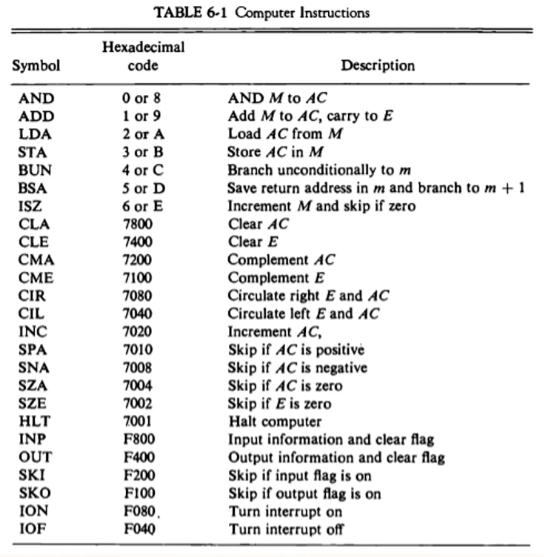 TABLE 6-1 Computer Instructions
Symbol Hexadecimal code Description
AND 0 or 8 AND M to AC
ADD 1 or 9 Add M to AC, carry to E
LDA 2 or A Load AC from M
STA 3 or B Store AC in M
BUN 4 or C Branch unconditionally to m
BSA 5 or D Save return address in m and branch to m + 1
ISZ 6 or E Increment M and skip if zero
CLA 7800 Clear AC
CLE 7400 Clear E
CMA 7200 Complement AC
CME 7100 Complement E
CIR 7080 Circulate right E and AC
CIL 7040 Circulate left E and AC
INC 7020 Increment AC,
SPA 7010 Skip if AC is positive
SNA 7008 Skip if AC is negative
SZA 7004 Skip if AC is zero
SZE 7002 Skip if E is zero
HLT 7001 Halt computer
INP F800 Input information and clear flag
OUT F400 Output information and clear flag
SKI F200 Skip if input flag is on
SKO F100 Skip if output flag is on
ION F080. Turn interrupt on
IOF F040 Turn interrupt off